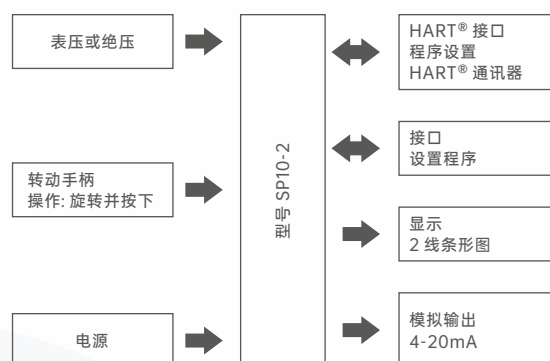 表压或绝压
转动手柄
操作: 旋转并按下
电源
型号 SP10-2
HART® 接口
程序设置
HART® 通讯器
接口
设置程序
显示
2 线条形图
模拟输出
4-20mA